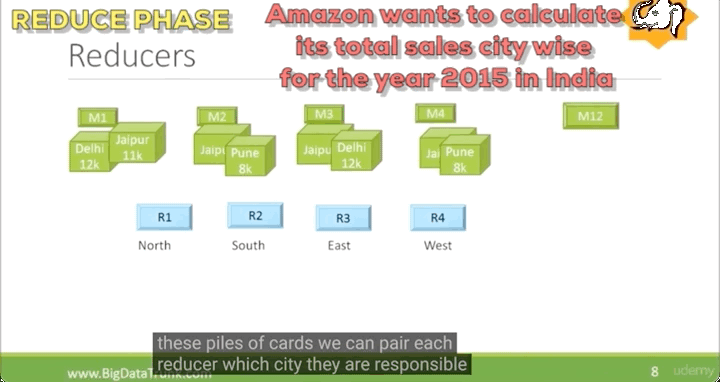 REDUCE PHASE
Amazon wants to calculate
its total sales city wise
for the year 2015 in India
Reducers
M1
M2
M3
M4
M12
Delhi
12k
Jaipur
11k
Jaipu
Pune
8k
Jaipu
Delhi
12k
Jai
Pune
8k
R1
R2
R3
R4
North
South
East
West
these piles of cards we can pair each
reducer which city they are responsible
www.BigDataTrunk.com
8
udemy